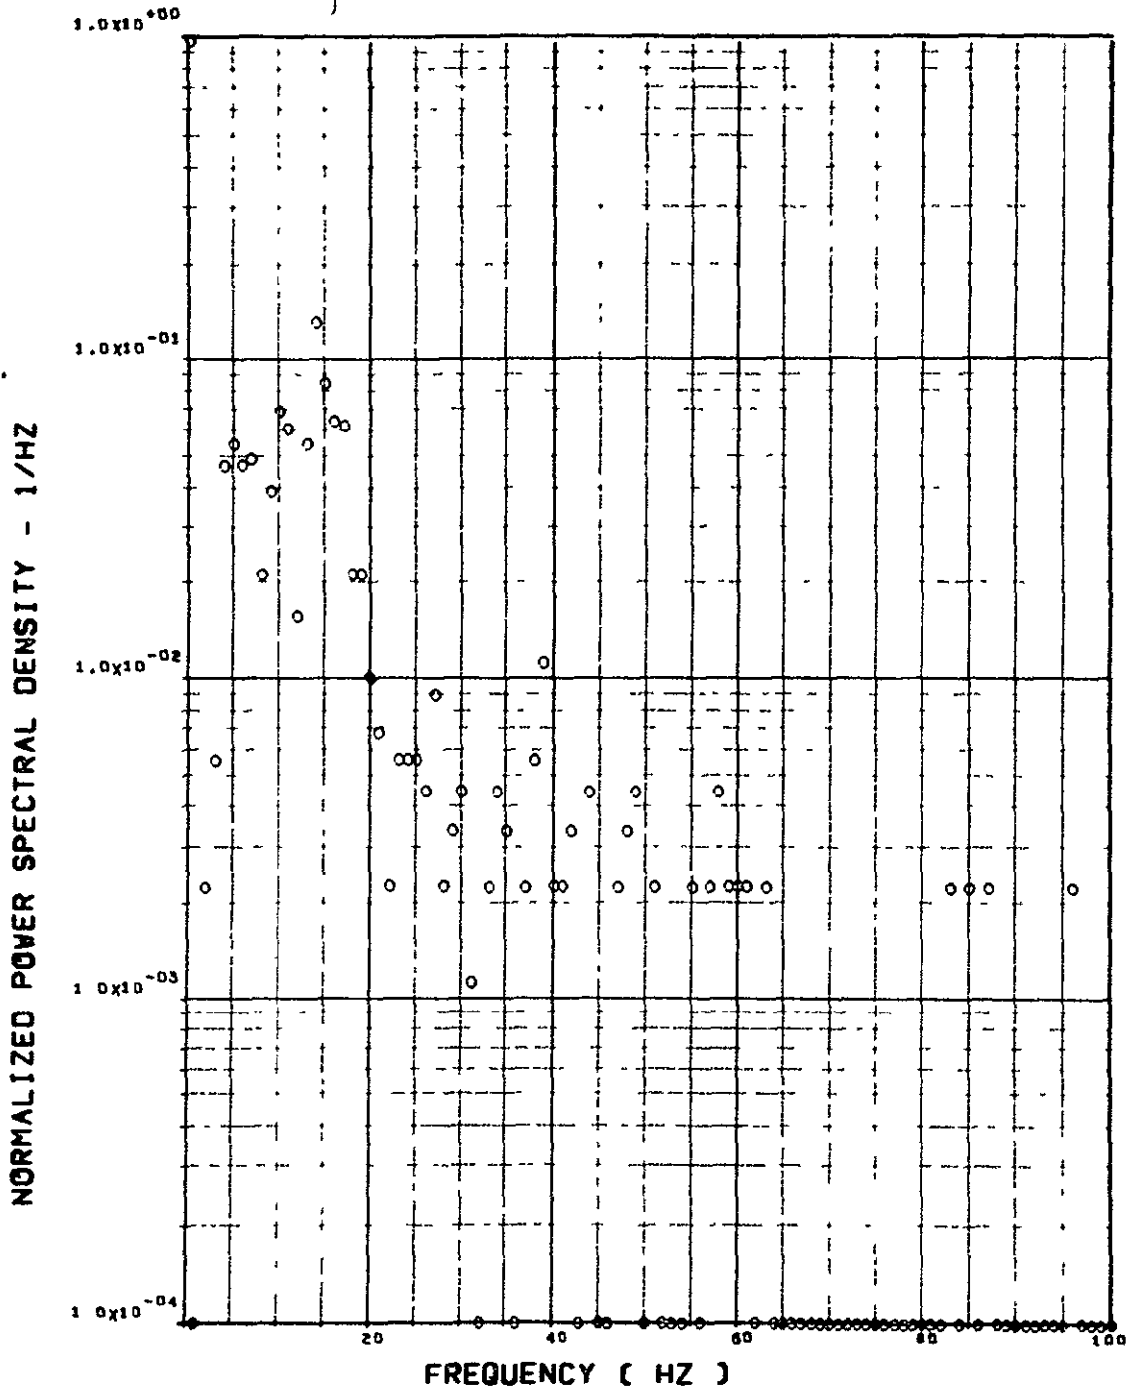 1.0X10+00
1.0X10-01
1.0X10-02
1 0X10-03
1 0X10-04
NORMALIZED POWER SPECTRAL DENSITY - 1/HZ
20 40 60 80 100
FREQUENCY ( HZ )